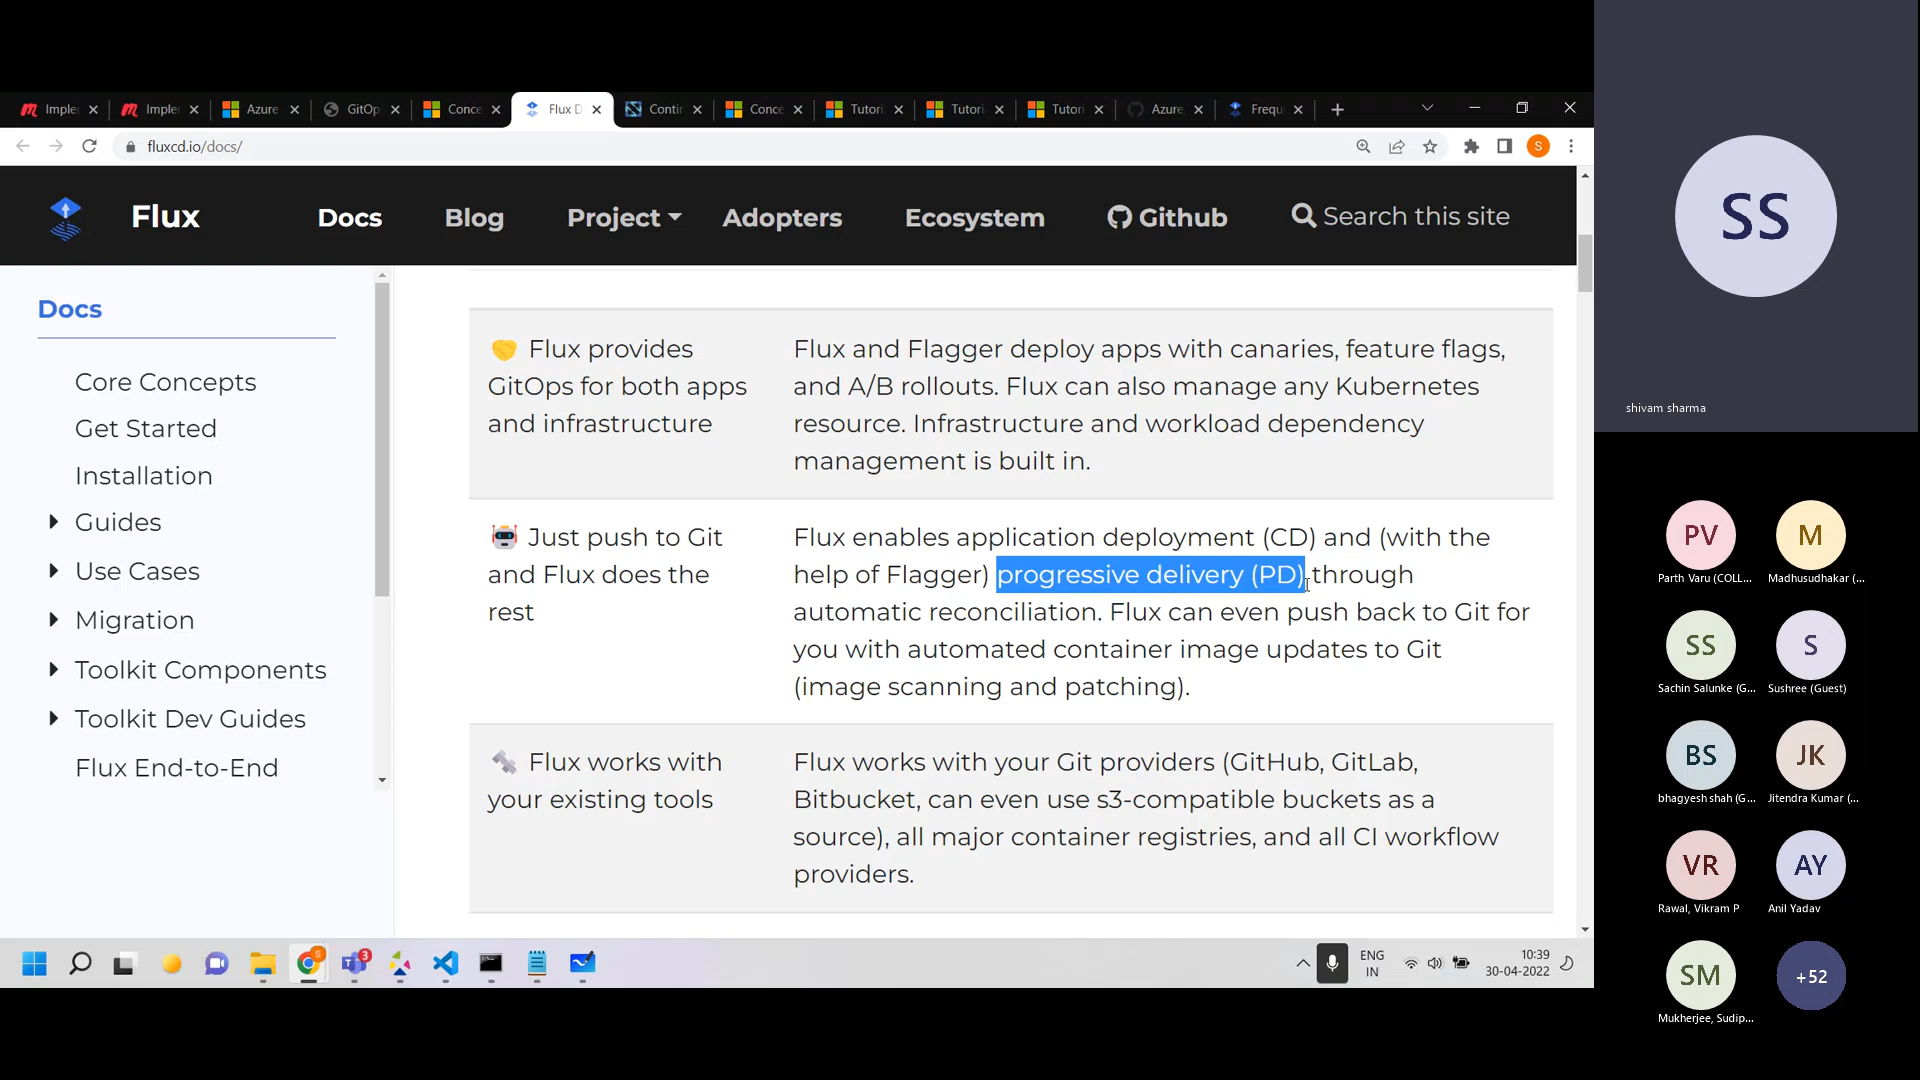 Imple
Imple
Azure
GitOp
Conce
Flux D
Contin
Conce
Tutori
Tutori
Tutori
Azure
Frequ
fluxcd.io/docs/
S
Flux
Docs
Blog
Project
Adopters
Ecosystem
Github
Search this site
Docs
Core Concepts
Get Started
Installation
Guides
Use Cases
Migration
Toolkit Components
Toolkit Dev Guides
Flux End-to-End
Flux provides
GitOps for both apps
and infrastructure
Flux and Flagger deploy apps with canaries, feature flags,
and A/B rollouts. Flux can also manage any Kubernetes
resource. Infrastructure and workload dependency
management is built in.
Just push to Git
and Flux does the
rest
Flux enables application deployment (CD) and (with the
help of Flagger) progressive delivery (PD) through
automatic reconciliation. Flux can even push back to Git for
you with automated container image updates to Git
(image scanning and patching).
Flux works with
your existing tools
Flux works with your Git providers (GitHub, GitLab,
Bitbucket, can even use s3-compatible buckets as a
source), all major container registries, and all CI workflow
providers.
S
3
ENG
IN
10:39
30-04-2022
SS
shivam sharma
PV
Parth Varu (COLL...
M
Madhusudhakar (...
SS
Sachin Salunke (G...
S
Sushree (Guest)
BS
bhagyesh shah (G...
JK
Jitendra Kumar (...
VR
Rawal, Vikram P
AY
Anil Yadav
SM
Mukherjee, Sudip...
+52